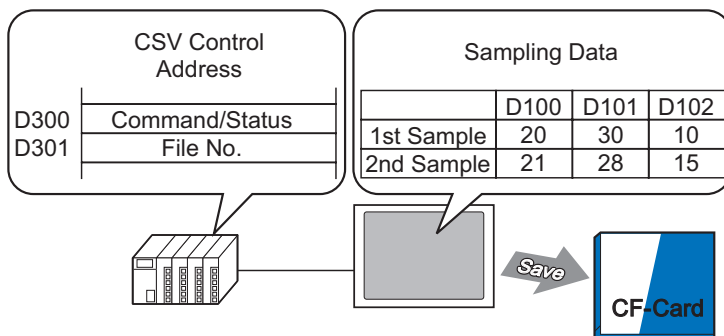 CSV Control
Address
D300 Command/Status
D301 File No.
Sampling Data
D100 D101 D102
1st Sample 20 30 10
2nd Sample 21 28 15
Save
CF-Card